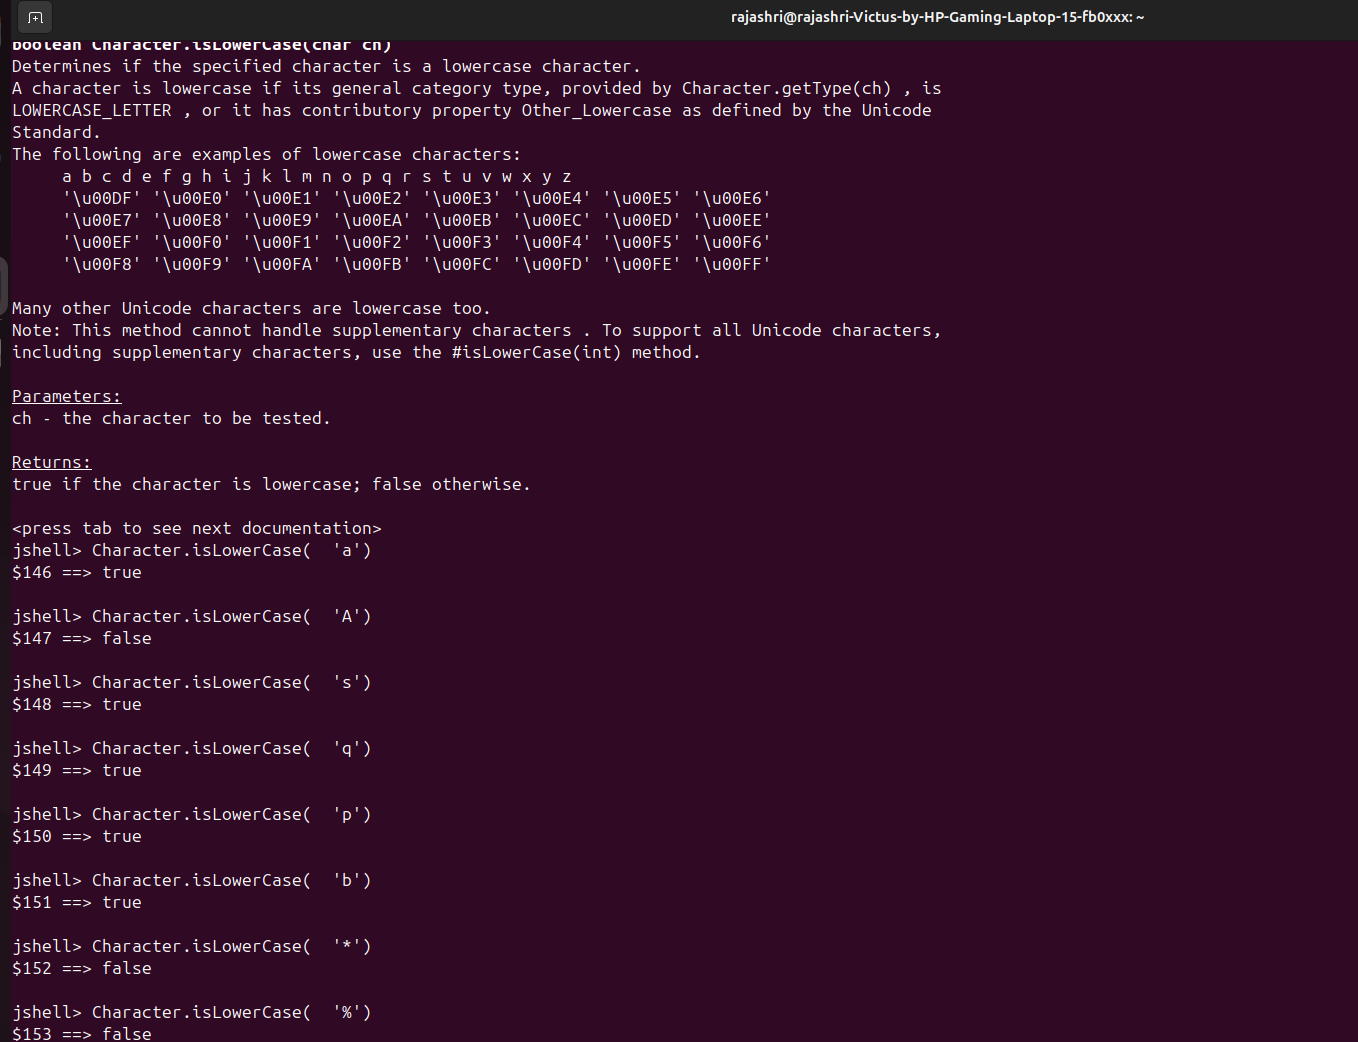 rajashri@rajashri-Victus-by-HP-Gaming-Laptop-15-fb0xxx: ~
boolean Character.isLowerCase(char ch)
Determines if the specified character is a lowercase character.
A character is lowercase if its general category type, provided by Character.getType(ch) , is
LOWERCASE_LETTER , or it has contributory property Other_Lowercase as defined by the Unicode
Standard.
The following are examples of lowercase characters:
     a b c d e f g h i j k l m n o p q r s t u v w x y z
     '\u00DF' '\u00E0' '\u00E1' '\u00E2' '\u00E3' '\u00E4' '\u00E5' '\u00E6'
     '\u00E7' '\u00E8' '\u00E9' '\u00EA' '\u00EB' '\u00EC' '\u00ED' '\u00EE'
     '\u00EF' '\u00F0' '\u00F1' '\u00F2' '\u00F3' '\u00F4' '\u00F5' '\u00F6'
     '\u00F8' '\u00F9' '\u00FA' '\u00FB' '\u00FC' '\u00FD' '\u00FE' '\u00FF'

Many other Unicode characters are lowercase too.
Note: This method cannot handle supplementary characters . To support all Unicode characters,
including supplementary characters, use the #isLowerCase(int) method.

Parameters:
ch - the character to be tested.

Returns:
true if the character is lowercase; false otherwise.

<press tab to see next documentation>
jshell> Character.isLowerCase(  'a')
$146 ==> true

jshell> Character.isLowerCase(  'A')
$147 ==> false

jshell> Character.isLowerCase(  's')
$148 ==> true

jshell> Character.isLowerCase(  'q')
$149 ==> true

jshell> Character.isLowerCase(  'p')
$150 ==> true

jshell> Character.isLowerCase(  'b')
$151 ==> true

jshell> Character.isLowerCase(  '*')
$152 ==> false

jshell> Character.isLowerCase(  '%')
$153 ==> false